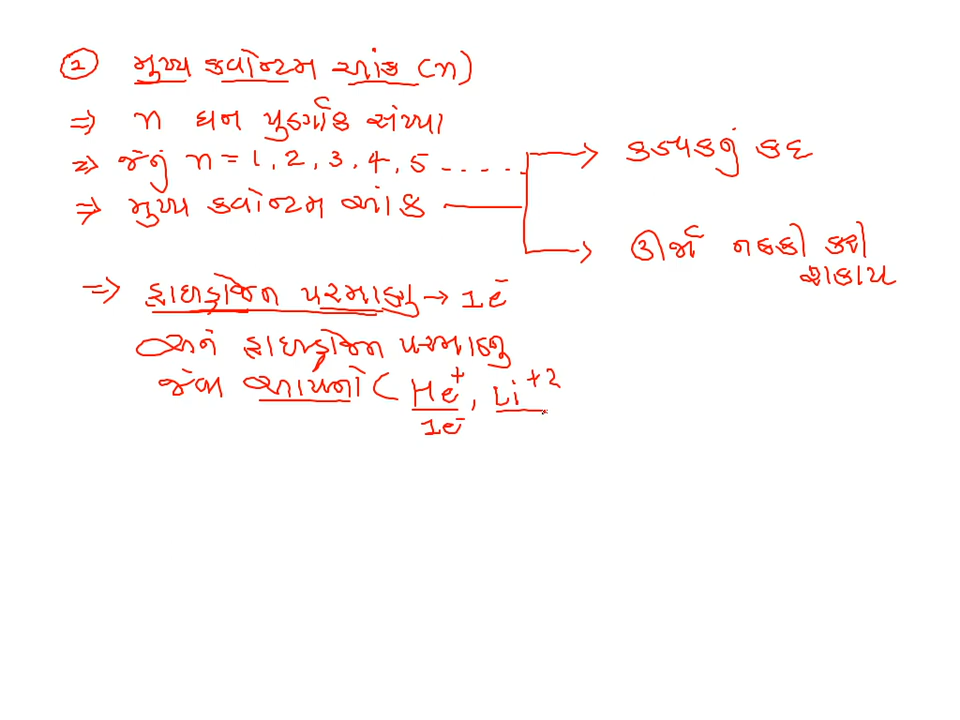 ① મુખ્ય ક્વોન્ટમ આંક (n)
⇒ n ધન પુર્ણાંક સંખ્યા
⇒ જેનું n = 1, 2, 3, 4, 5 . . . . .
⇒ મુખ્ય ક્વોન્ટમ આંક
→ કક્ષકનું કદ
→ ઊર્જા નક્કી કરી
શકાય
⇒ હાઇડ્રોજન પરમાણુ → 1e⁻
અને હાઇડ્રોજન પરમાણુ
જેવા આયનો ( He⁺, Li⁺²
1e⁻